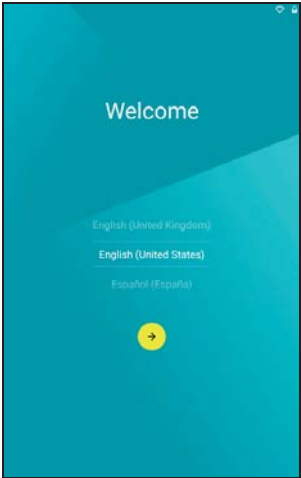 Welcome
English (United Kingdom)
English (United States)
Español (España)